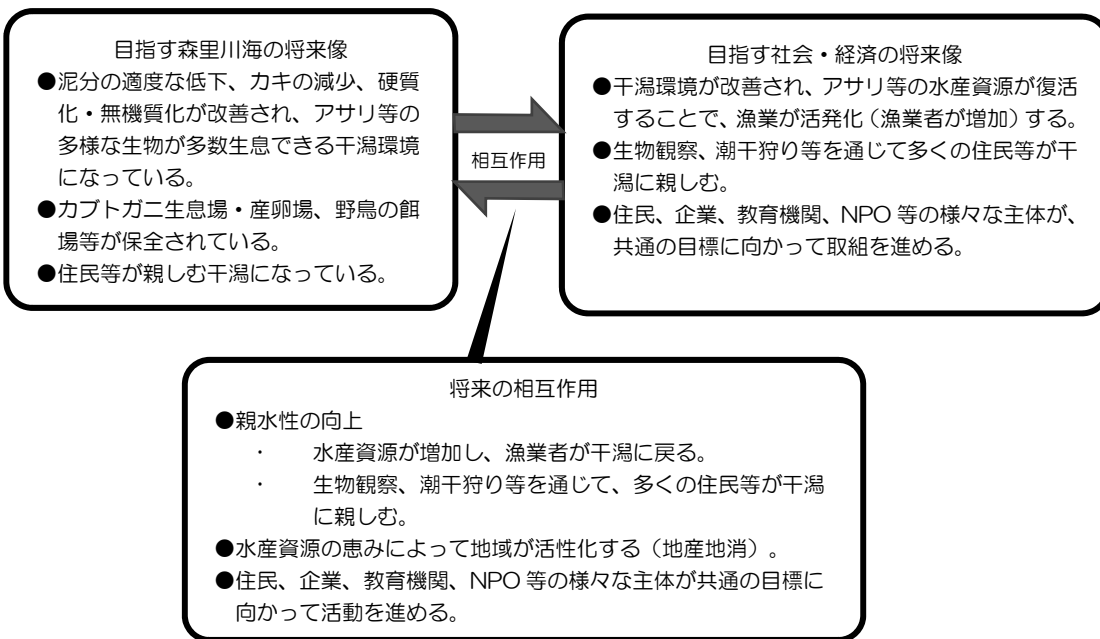 目指す森里川海の将来像
●泥分の適度な低下、カキの減少、硬質
化・無機質化が改善され、アサリ等の
多様な生物が多数生息できる干潟環境
になっている。
●カブトガニ生息場・産卵場、野鳥の餌
場等が保全されている。
●住民等が親しむ干潟になっている。
相互作用
目指す社会・経済の将来像
●干潟環境が改善され、アサリ等の水産資源が復活
することで、漁業が活発化（漁業者が増加）する。
●生物観察、潮干狩り等を通じて多くの住民等が干
潟に親しむ。
●住民、企業、教育機関、NPO 等の様々な主体が、
共通の目標に向かって取組を進める。
将来の相互作用
●親水性の向上
・ 水産資源が増加し、漁業者が干潟に戻る。
・ 生物観察、潮干狩り等を通じて、多くの住民等が干潟
に親しむ。
●水産資源の恵みによって地域が活性化する（地産地消）。
●住民、企業、教育機関、NPO 等の様々な主体が共通の目標に
向かって活動を進める。